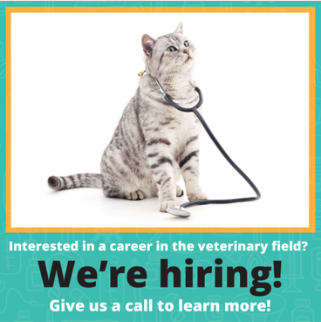 Interested in a career in the veterinary field?
We're hiring!
Give us a call to learn more!